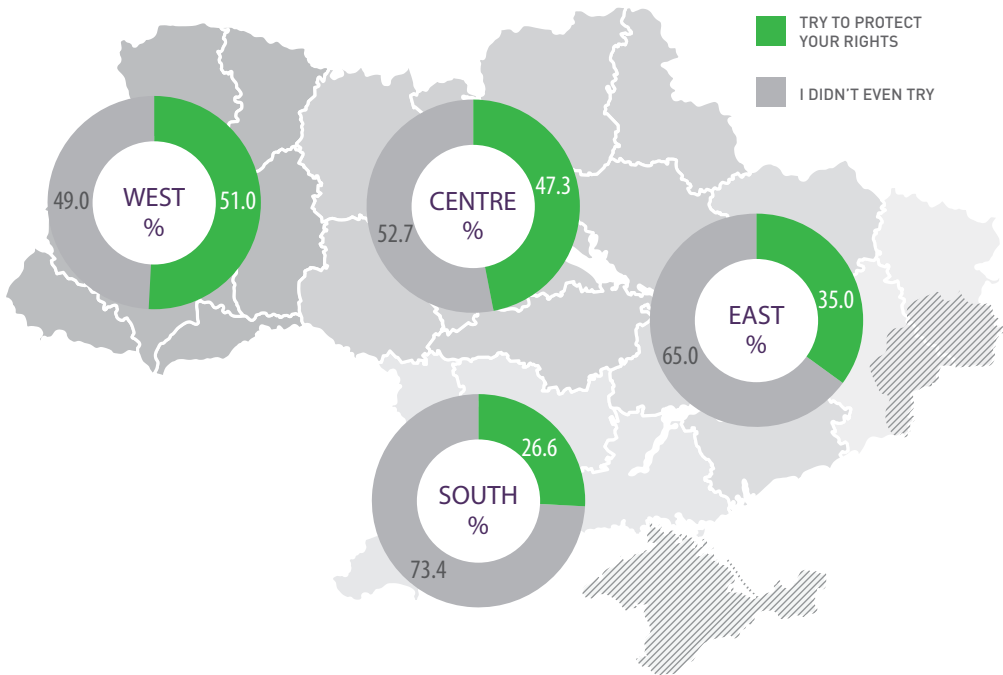 TRY TO PROTECT
YOUR RIGHTS
I DIDN'T EVEN TRY
49.0
WEST
%
51.0
52.7
CENTRE
%
47.3
65.0
EAST
%
35.0
73.4
SOUTH
%
26.6